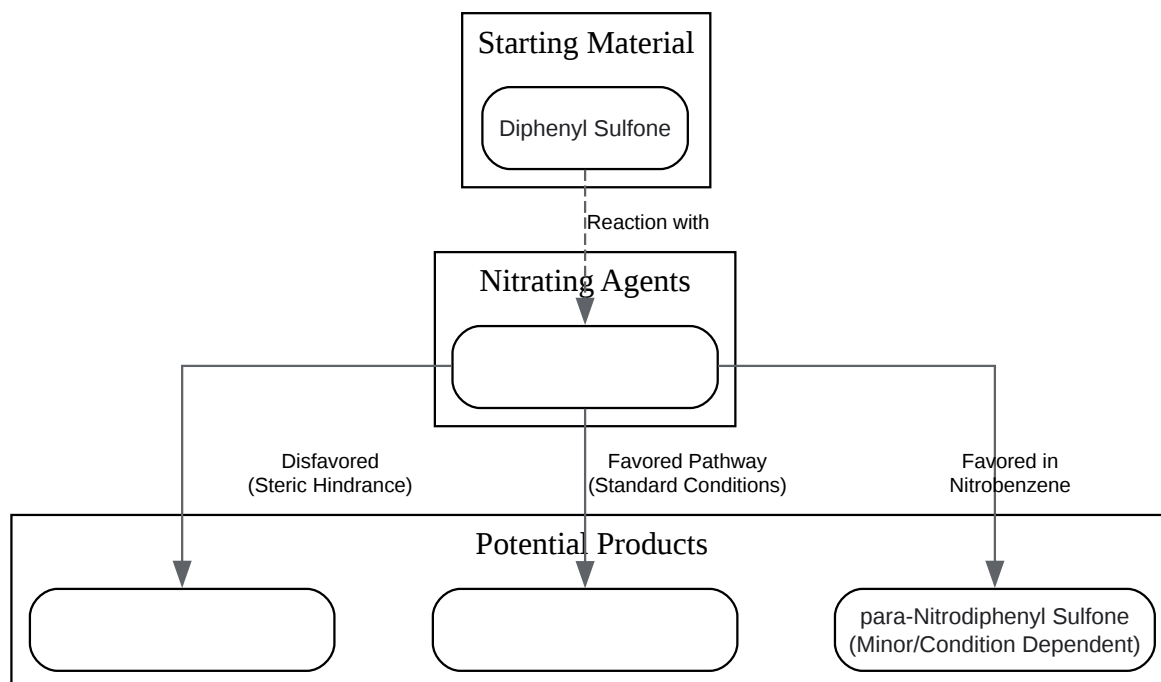 Starting Material
Diphenyl Sulfone
Reaction with
Nitrating Agents
Disfavored
(Steric Hindrance)
Favored Pathway
(Standard Conditions)
Favored in
Nitrobenzene
Potential Products
para-Nitrodiphenyl Sulfone
(Minor/Condition Dependent)